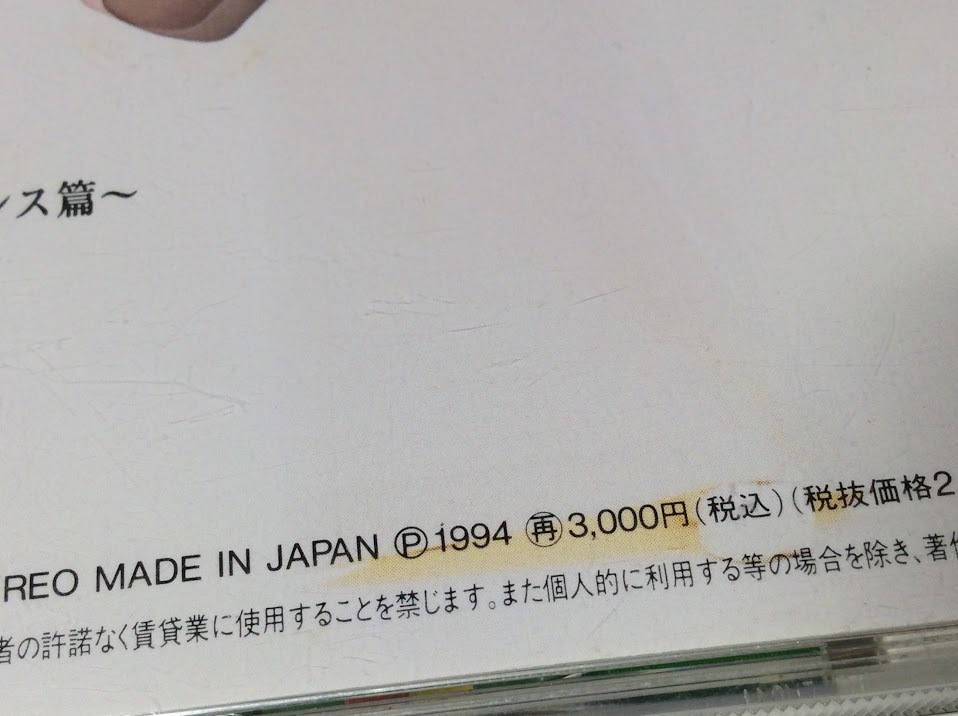 ンス篇～
REO MADE IN JAPAN Ⓟ1994 ㊢3,000円(税込)(税抜価格2
者の許諾なく賃貸業に使用することを禁じます。また個人的に利用する等の場合を除き、著作